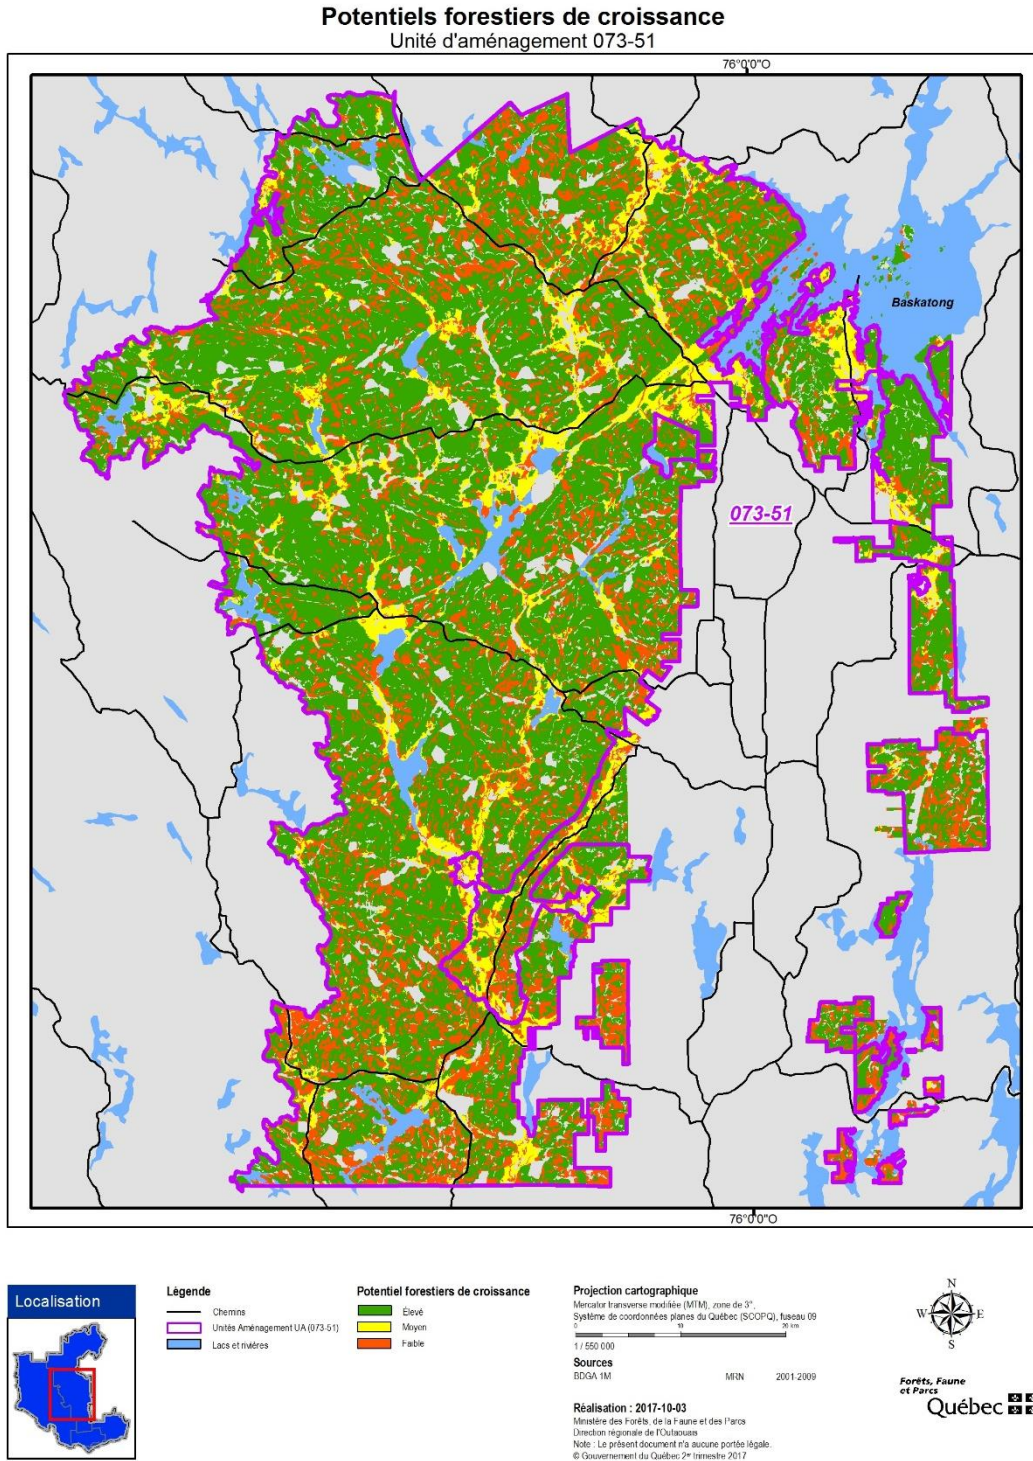 Potentiels forestiers de croissance
Unité d'aménagement 073-51
76°0'0"O
Baskatong
073-51
76°0'0"O
Localisation
Légende
Chemins
Unités Aménagement UA (073-51)
Lacs et rivières
Potentiel forestiers de croissance
Élevé
Moyen
Faible
Projection cartographique
Mercator transverse modifiée (MTM), zone de 3°,
Système de coordonnées planes du Québec (SCOPQ), fuseau 09
0 10 20 km
1 / 550 000
Sources
BDGA 1M MRN 2001-2009
Réalisation : 2017-10-03
Ministère des Forêts, de la Faune et des Parcs
Direction régionale de l'Outaouais
Note : Le présent document n'a aucune portée légale.
© Gouvernement du Québec 2e trimestre 2017
N
W E
S
Forêts, Faune
et Parcs
Québec